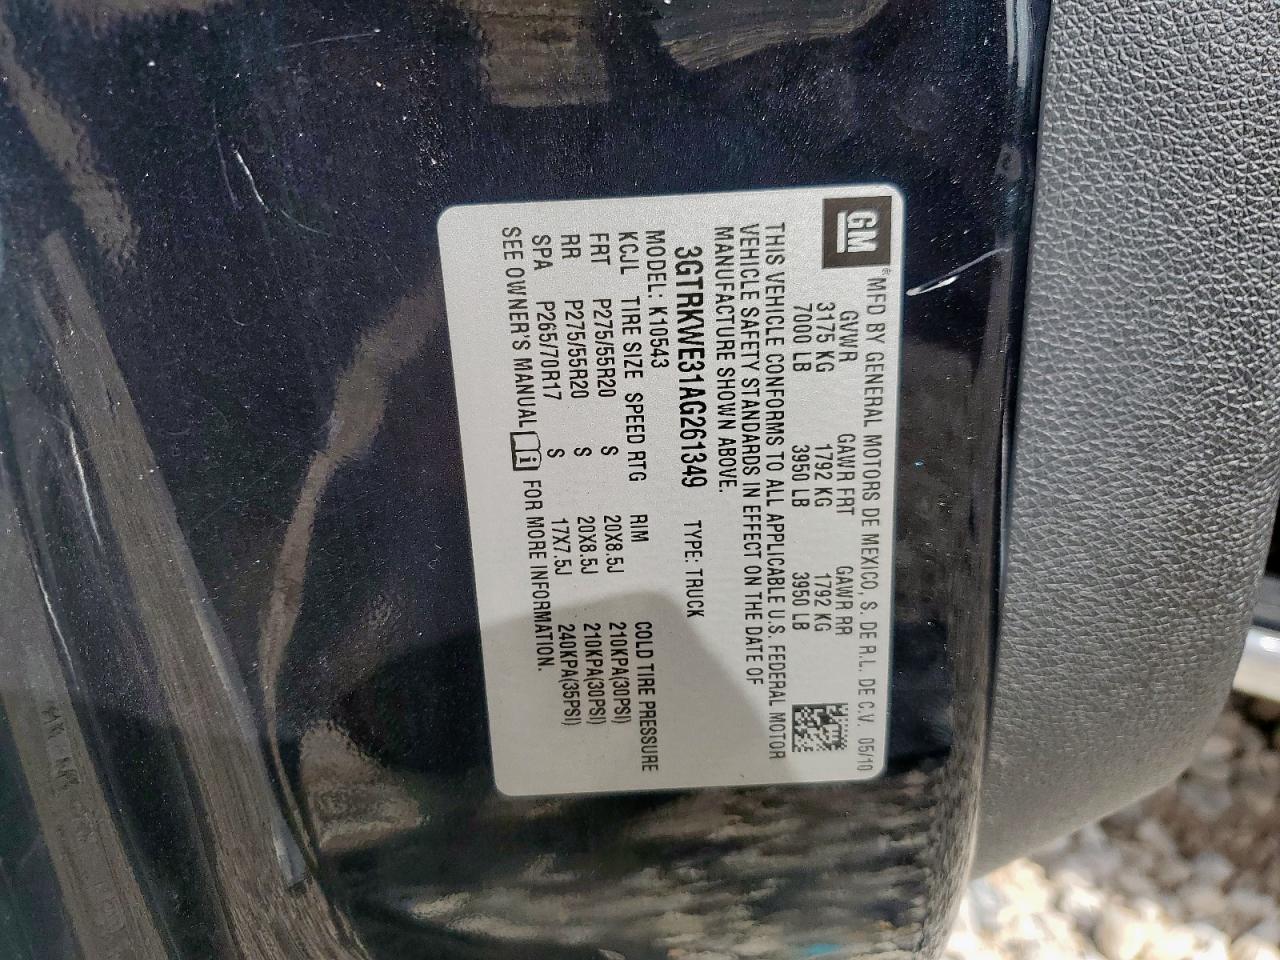 GM
® MFD BY GENERAL MOTORS DE MEXICO, S. DE R.L. DE C.V. 05/10
GVWR GAWR FRT GAWR RR
3175 KG 1792 KG 1792 KG
7000 LB 3950 LB 3950 LB
THIS VEHICLE CONFORMS TO ALL APPLICABLE U.S. FEDERAL MOTOR
VEHICLE SAFETY STANDARDS IN EFFECT ON THE DATE OF
MANUFACTURE SHOWN ABOVE.
3GTRKWE31AG261349 TYPE: TRUCK
MODEL: K10543
KCJL TIRE SIZE SPEED RTG RIM COLD TIRE PRESSURE
FRT P275/55R20 S 20X8.5J 210KPA(30PSI)
RR P275/55R20 S 20X8.5J 210KPA(30PSI)
SPA P265/70R17 S 17X7.5J 240KPA(35PSI)
SEE OWNER'S MANUAL FOR MORE INFORMATION.